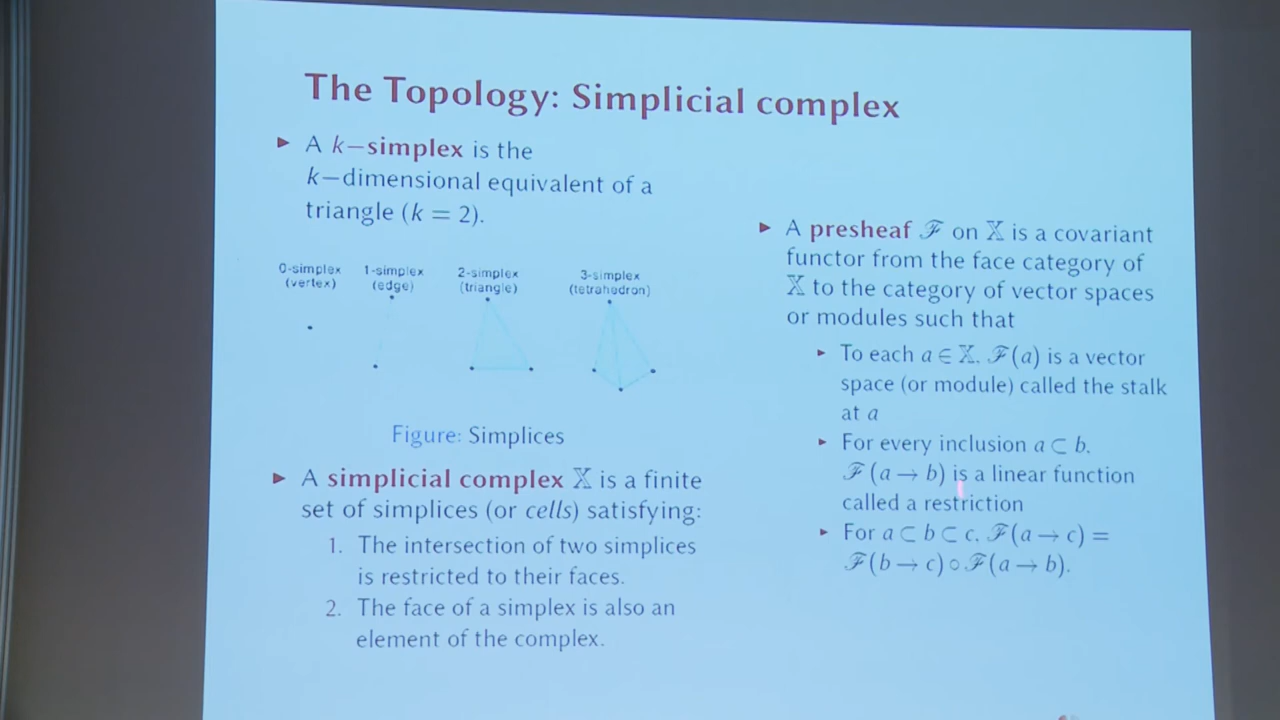 The Topology: Simplicial complex
▶ A k−simplex is the
k−dimensional equivalent of a
triangle (k = 2).
0-simplex (vertex)
1-simplex (edge)
2-simplex (triangle)
3-simplex (tetrahedron)
Figure: Simplices
▶ A simplicial complex 𝕏 is a finite
set of simplices (or cells) satisfying:
1. The intersection of two simplices
is restricted to their faces.
2. The face of a simplex is also an
element of the complex.
▶ A presheaf ℱ on 𝕏 is a covariant
functor from the face category of
𝕏 to the category of vector spaces
or modules such that
▶ To each a ∈ 𝕏, ℱ(a) is a vector
space (or module) called the stalk
at a
▶ For every inclusion a ⊂ b,
ℱ(a → b) is a linear function
called a restriction
▶ For a ⊂ b ⊂ c, ℱ(a → c) =
ℱ(b → c) ∘ ℱ(a → b).